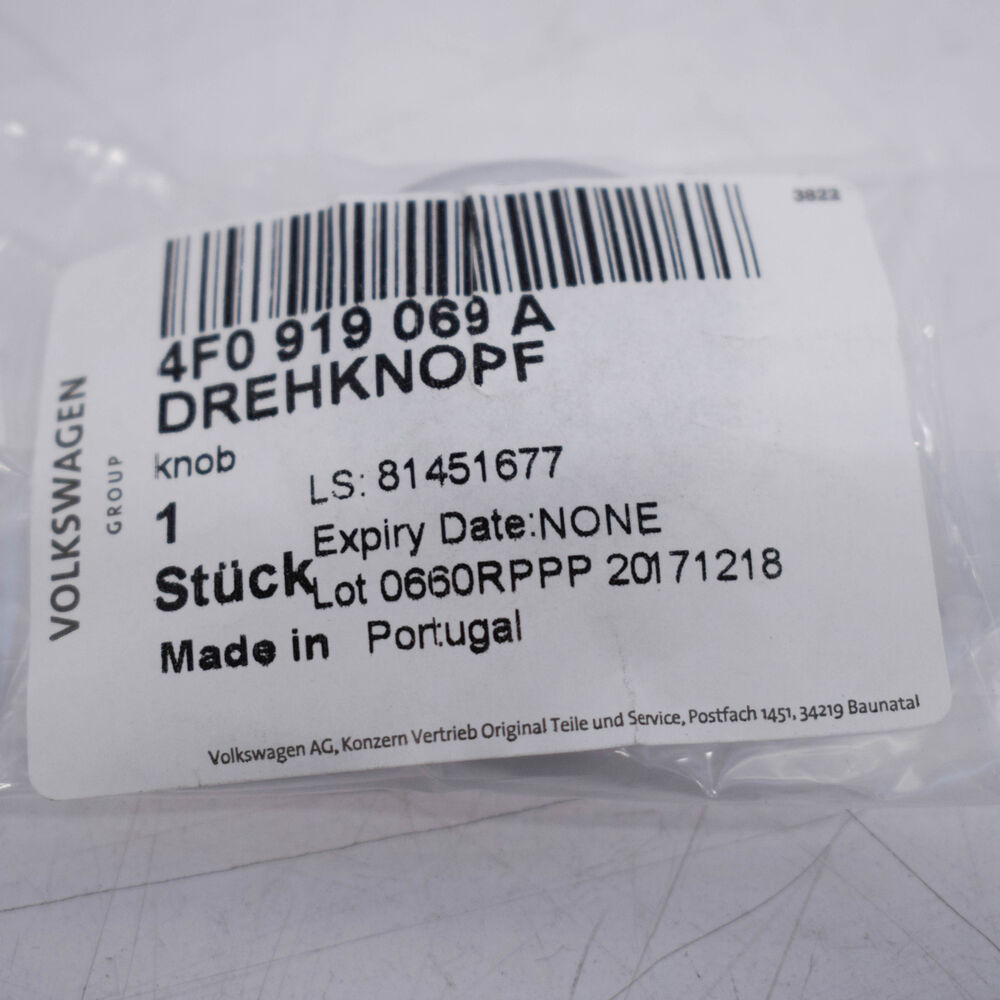 3822
4F0 919 069 A
DREHKNOPF
knob
1
Stück
LS: 81451677
Expiry Date:NONE
Lot 0660RPPP 20171218
Made in Portugal
VOLKSWAGEN
GROUP
Volkswagen AG, Konzern Vertrieb Original Teile und Service, Postfach 1451, 34219 Baunatal